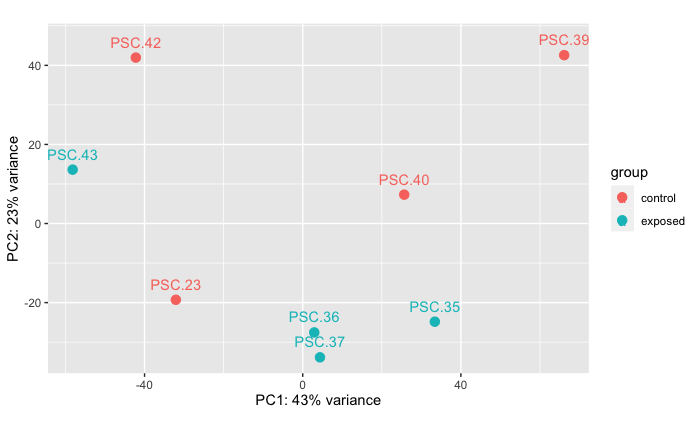 PSC.42
PSC.39
40
PSC.43
20
PSC.40
group
control
exposed
0
PSC.23
-20
PSC.36
PSC.35
PSC.37
-40
0
40
PC1: 43% variance
PC2: 23% variance